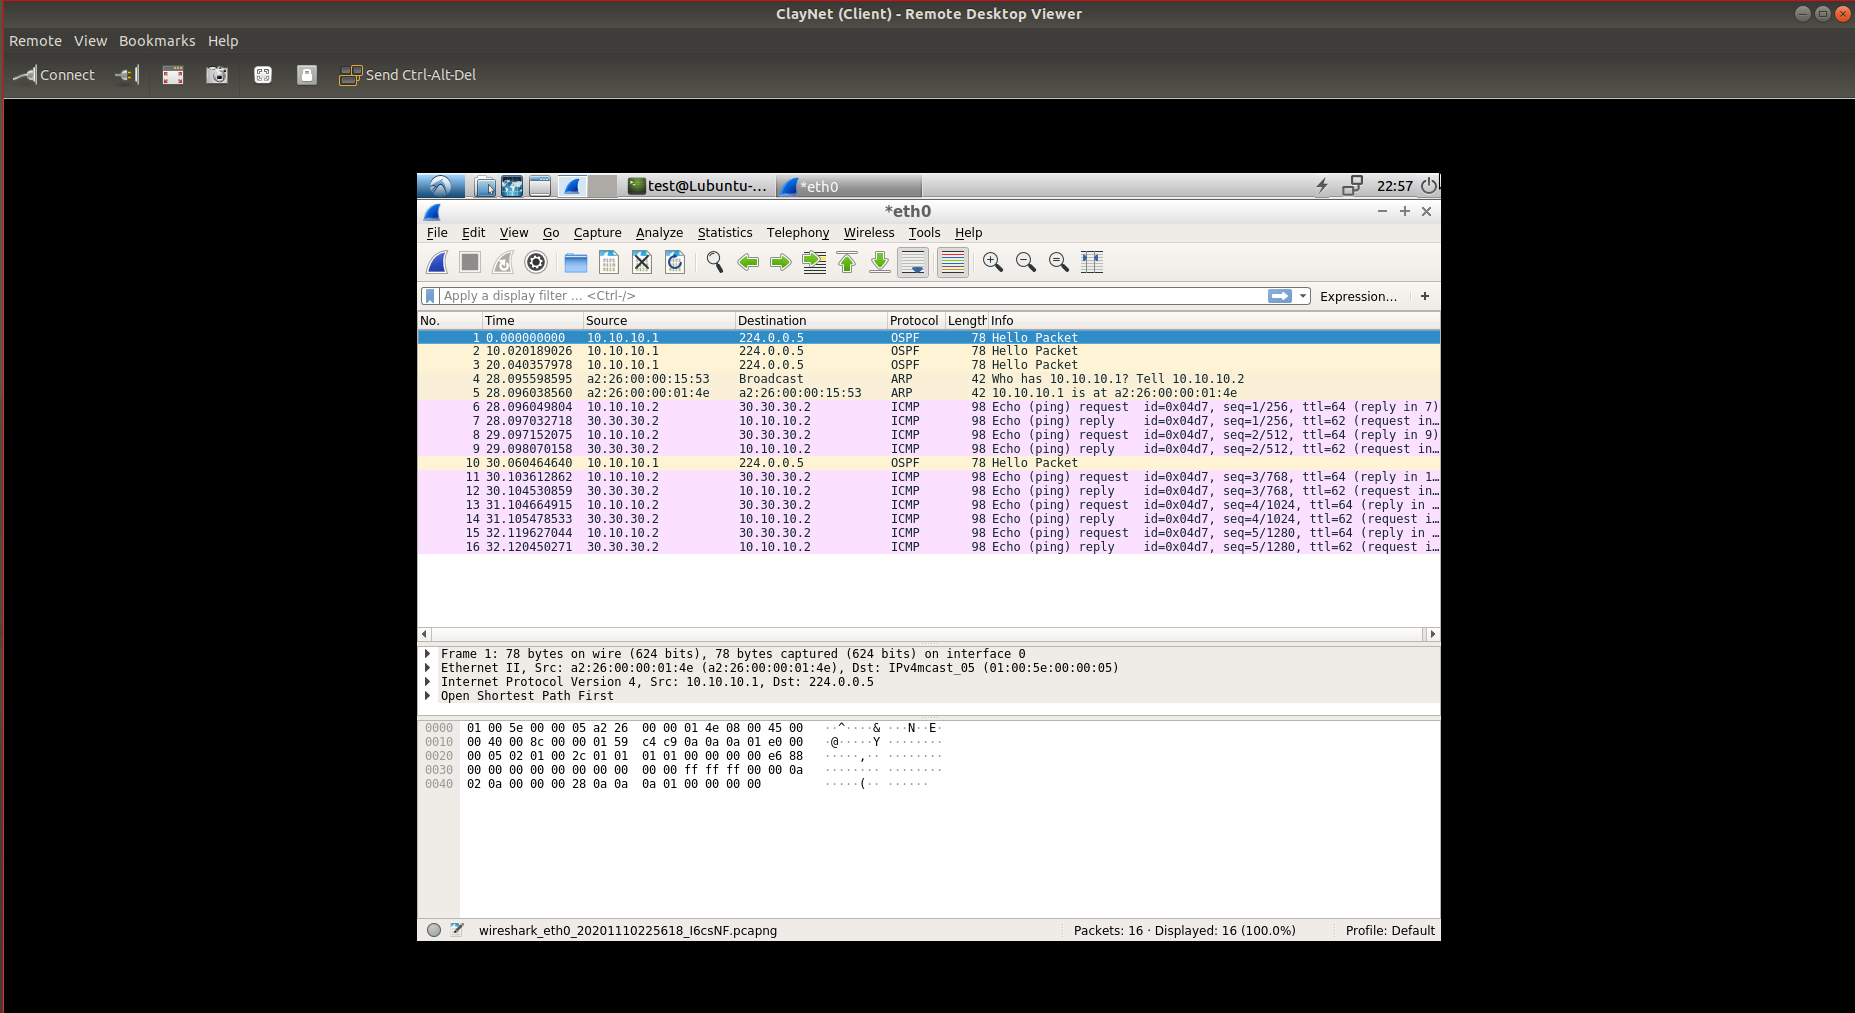 ClayNet (Client) - Remote Desktop Viewer
Remote View Bookmarks Help
Connect Send Ctrl-Alt-Del
test@Lubuntu-... *eth0 22:57
*eth0
File Edit View Go Capture Analyze Statistics Telephony Wireless Tools Help
Apply a display filter ... <Ctrl-/> Expression... +
No. Time Source Destination Protocol Length Info
1 0.000000000 10.10.10.1 224.0.0.5 OSPF 78 Hello Packet
2 10.020189026 10.10.10.1 224.0.0.5 OSPF 78 Hello Packet
3 20.040357978 10.10.10.1 224.0.0.5 OSPF 78 Hello Packet
4 28.095598595 a2:26:00:00:15:53 Broadcast ARP 42 Who has 10.10.10.1? Tell 10.10.10.2
5 28.096038560 a2:26:00:00:01:4e a2:26:00:00:15:53 ARP 42 10.10.10.1 is at a2:26:00:00:01:4e
6 28.096049804 10.10.10.2 30.30.30.2 ICMP 98 Echo (ping) request id=0x04d7, seq=1/256, ttl=64 (reply in 7)
7 28.097032718 30.30.30.2 10.10.10.2 ICMP 98 Echo (ping) reply id=0x04d7, seq=1/256, ttl=62 (request in…
8 29.097152075 10.10.10.2 30.30.30.2 ICMP 98 Echo (ping) request id=0x04d7, seq=2/512, ttl=64 (reply in 9)
9 29.098070158 30.30.30.2 10.10.10.2 ICMP 98 Echo (ping) reply id=0x04d7, seq=2/512, ttl=62 (request in…
10 30.060464640 10.10.10.1 224.0.0.5 OSPF 78 Hello Packet
11 30.103612862 10.10.10.2 30.30.30.2 ICMP 98 Echo (ping) request id=0x04d7, seq=3/768, ttl=64 (reply in 1…
12 30.104530859 30.30.30.2 10.10.10.2 ICMP 98 Echo (ping) reply id=0x04d7, seq=3/768, ttl=62 (request in…
13 31.104664915 10.10.10.2 30.30.30.2 ICMP 98 Echo (ping) request id=0x04d7, seq=4/1024, ttl=64 (reply in …
14 31.105478533 30.30.30.2 10.10.10.2 ICMP 98 Echo (ping) reply id=0x04d7, seq=4/1024, ttl=62 (request i…
15 32.119627044 10.10.10.2 30.30.30.2 ICMP 98 Echo (ping) request id=0x04d7, seq=5/1280, ttl=64 (reply in …
16 32.120450271 30.30.30.2 10.10.10.2 ICMP 98 Echo (ping) reply id=0x04d7, seq=5/1280, ttl=62 (request i…
Frame 1: 78 bytes on wire (624 bits), 78 bytes captured (624 bits) on interface 0
Ethernet II, Src: a2:26:00:00:01:4e (a2:26:00:00:01:4e), Dst: IPv4mcast_05 (01:00:5e:00:00:05)
Internet Protocol Version 4, Src: 10.10.10.1, Dst: 224.0.0.5
Open Shortest Path First
0000 01 00 5e 00 00 05 a2 26 00 00 01 4e 08 00 45 00 ··^····& ···N··E·
0010 00 40 00 8c 00 00 01 59 c4 c9 0a 0a 0a 01 e0 00 ·@·····Y ········
0020 00 05 02 01 00 2c 01 01 01 01 00 00 00 00 e6 88 ·····,·· ········
0030 00 00 00 00 00 00 00 00 00 00 ff ff ff 00 00 0a ········ ········
0040 02 0a 00 00 00 28 0a 0a 0a 01 00 00 00 00 ·····(·· ······
wireshark_eth0_20201110225618_I6csNF.pcapng Packets: 16 · Displayed: 16 (100.0%) Profile: Default